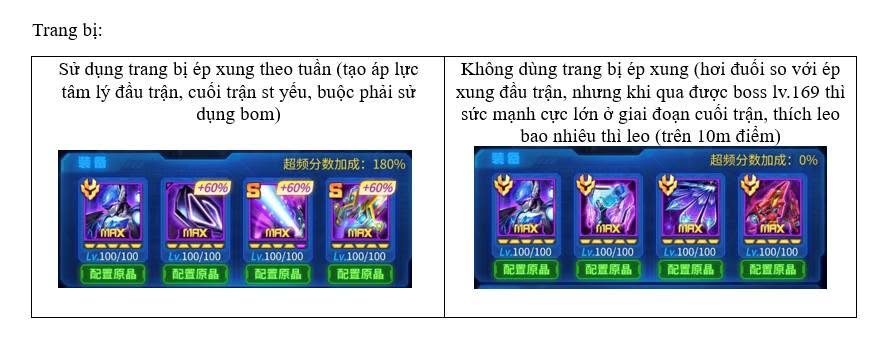 Trang bị:
Sử dụng trang bị ép xung theo tuần (tạo áp lực
tâm lý đầu trận, cuối trận st yếu, buộc phải sử
dụng bom)
装备
超频分数加成：180%
MAX
+60%
MAX
S
+60%
MAX
S
+60%
MAX
Lv.100/100
Lv.100/100
Lv.100/100
Lv.100/100
配置原品
配置原品
配置原品
配置原品
Không dùng trang bị ép xung (hơi đuối so với ép
xung đầu trận, nhưng khi qua được boss lv.169 thì
sức mạnh cực lớn ở giai đoạn cuối trận, thích leo
bao nhiêu thì leo (trên 10m điểm)
装备
超频分数加成：0%
MAX
MAX
MAX
MAX
Lv.100/100
Lv.100/100
Lv.100/100
Lv.100/100
配置原品
配置原品
配置原品
配置原品